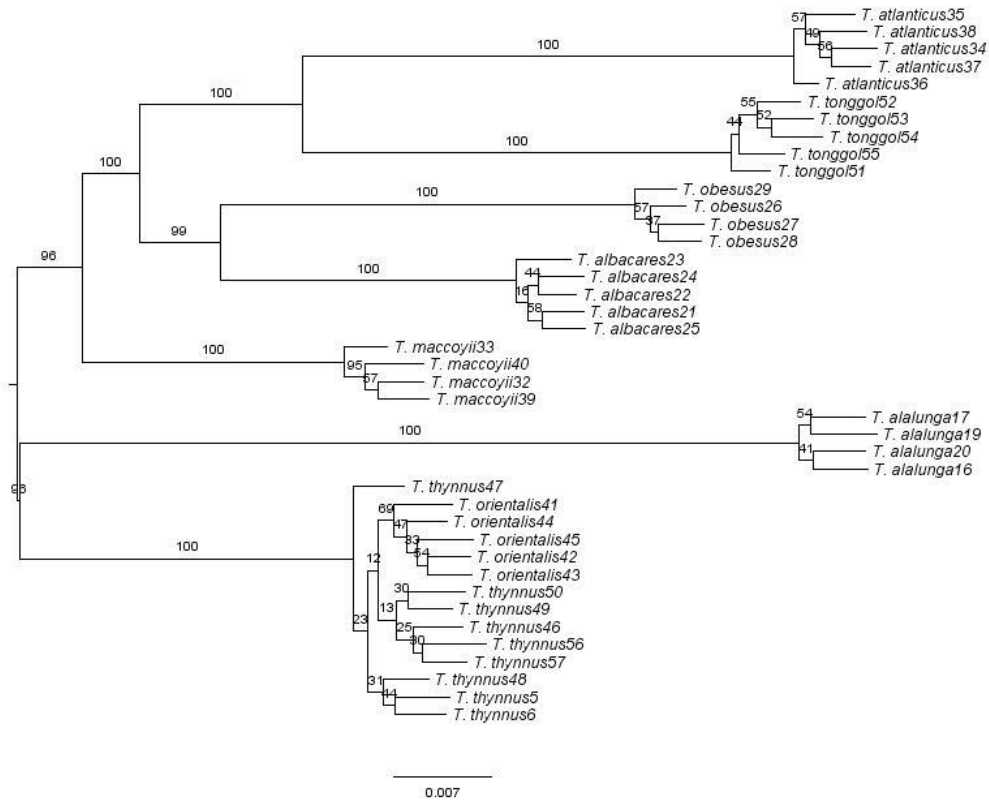 57
T. atlanticus35
49
T. atlanticus38
56
T. atlanticus34
100
T. atlanticus37
T. atlanticus36
100
55
T. tonggol52
52
T. tonggol53
44
T. tonggol54
100
T. tonggol55
100
T. tonggol51
100
T. obesus29
57
T. obesus26
37
T. obesus27
99
T. obesus28
96
T. albacares23
100
44
T. albacares24
16
T. albacares22
58
T. albacares21
T. albacares25
100
T. maccoyii33
95
T. maccoyii40
57
T. maccoyii32
T. maccoyii39
100
54
T. alalunga17
T. alalunga19
41
T. alalunga20
T. alalunga16
96
T. thynnus47
69
T. orientalis41
47
T. orientalis44
33
T. orientalis45
100
12
54
T. orientalis42
T. orientalis43
30
T. thynnus50
13
T. thynnus49
23
25
T. thynnus46
30
T. thynnus56
T. thynnus57
31
T. thynnus48
44
T. thynnus5
T. thynnus6
0.007